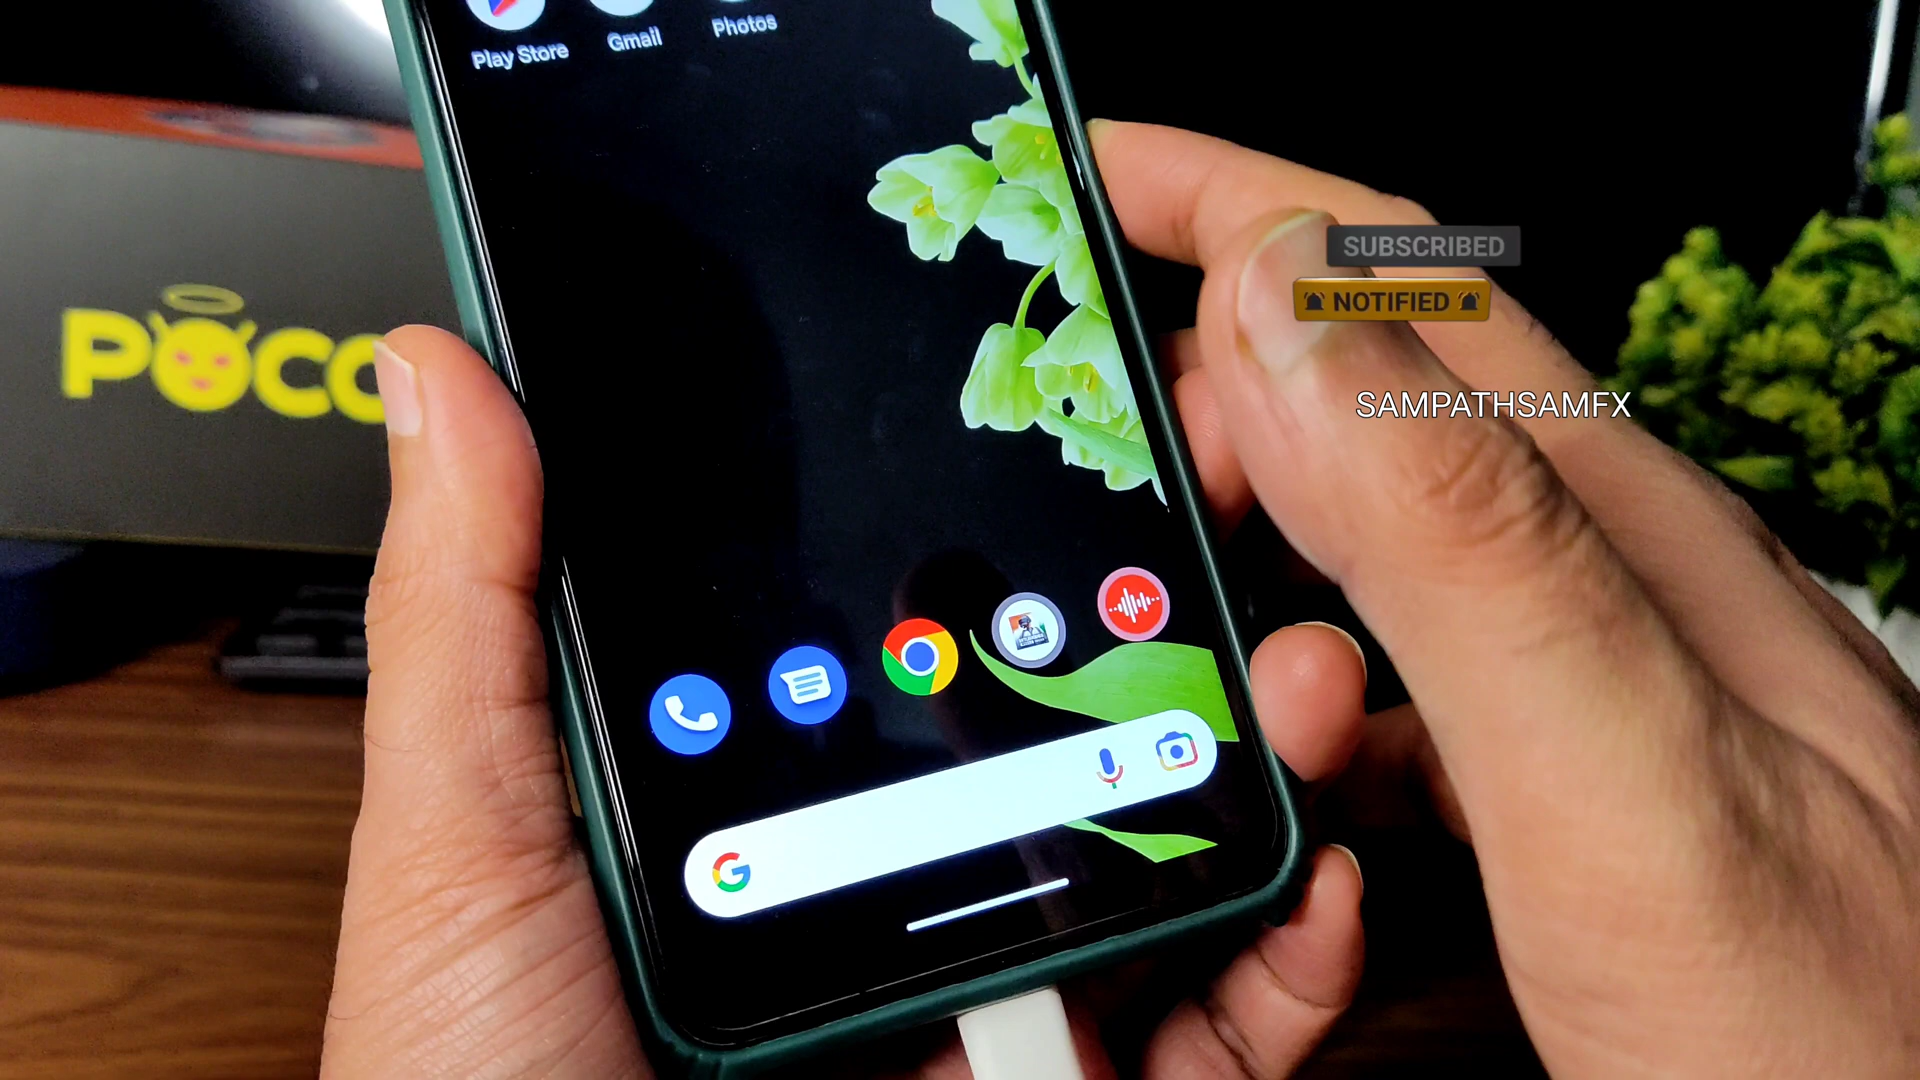 Play Store
Gmail
Photos
POCO
SUBSCRIBED
NOTIFIED
SAMPATHSAMFX
G